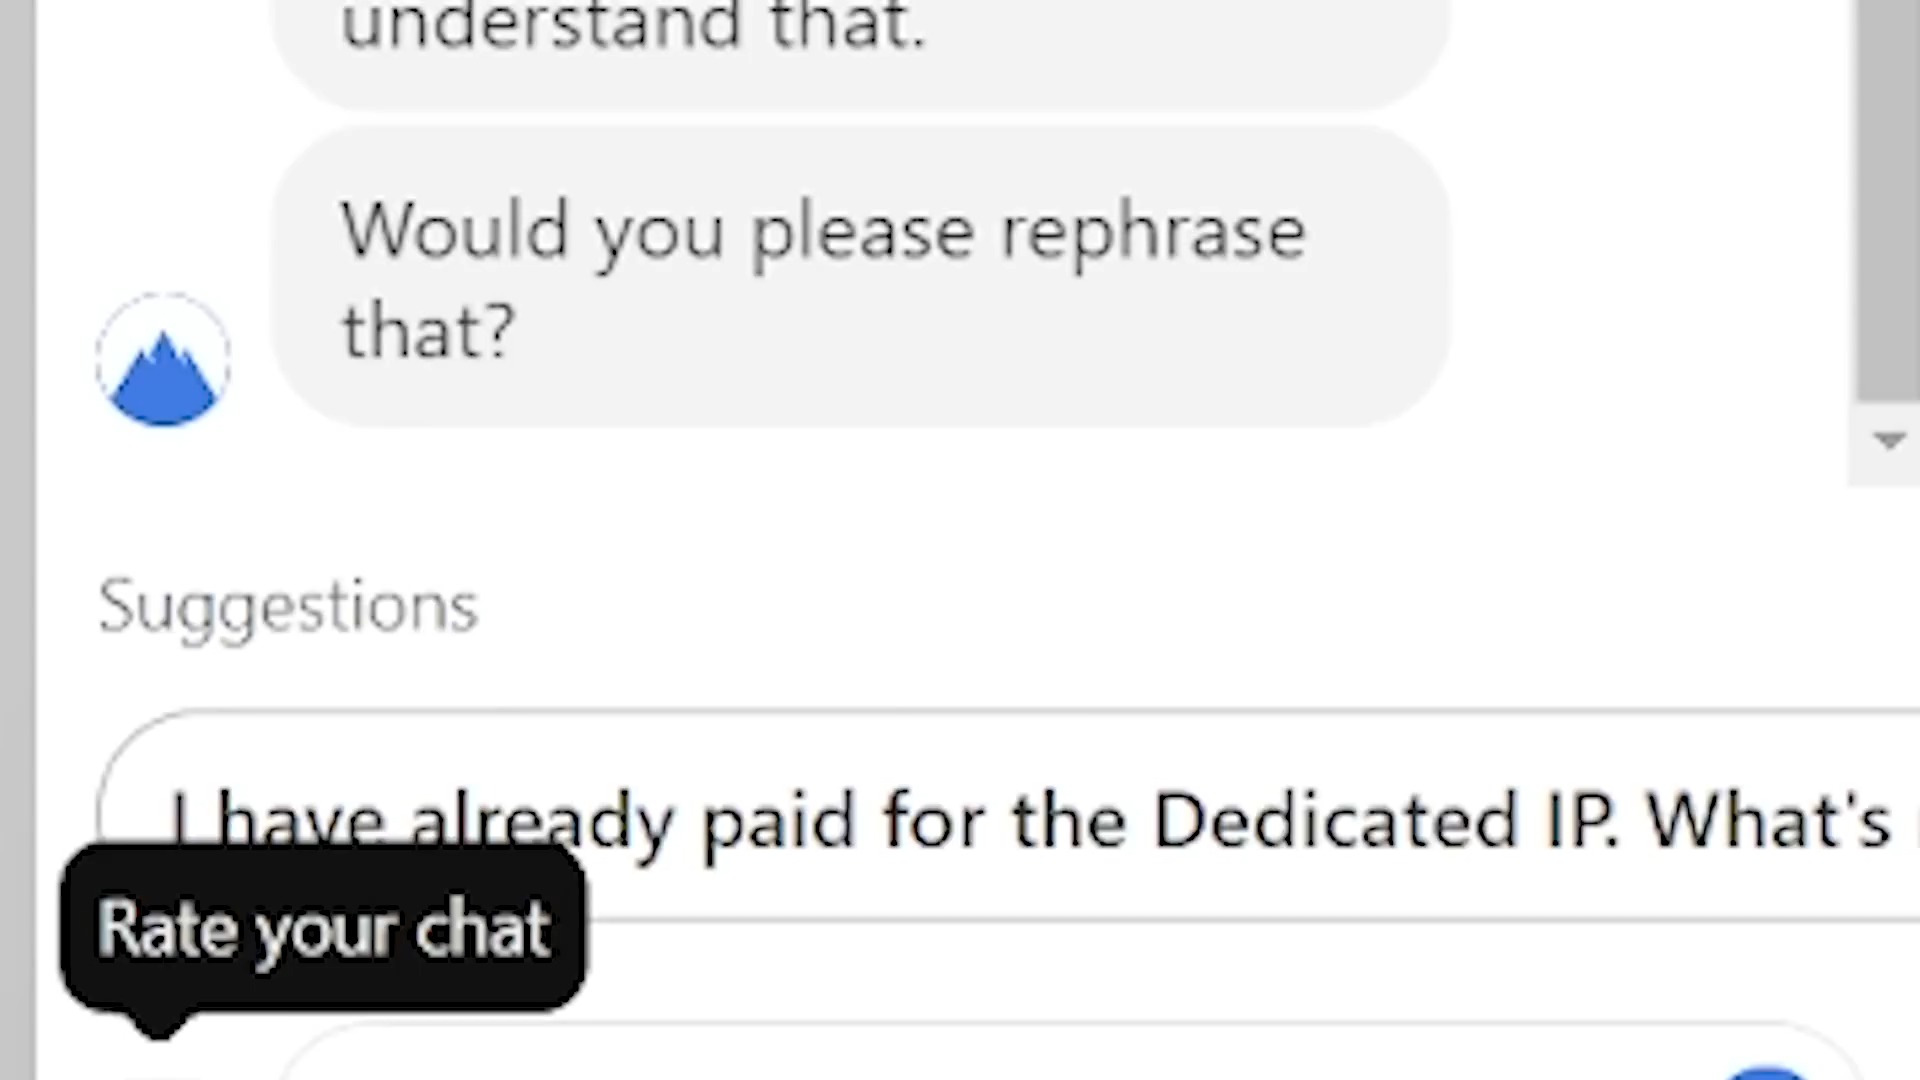 understand that.
Would you please rephrase
that?
Suggestions
I have already paid for the Dedicated IP. What's
Rate your chat